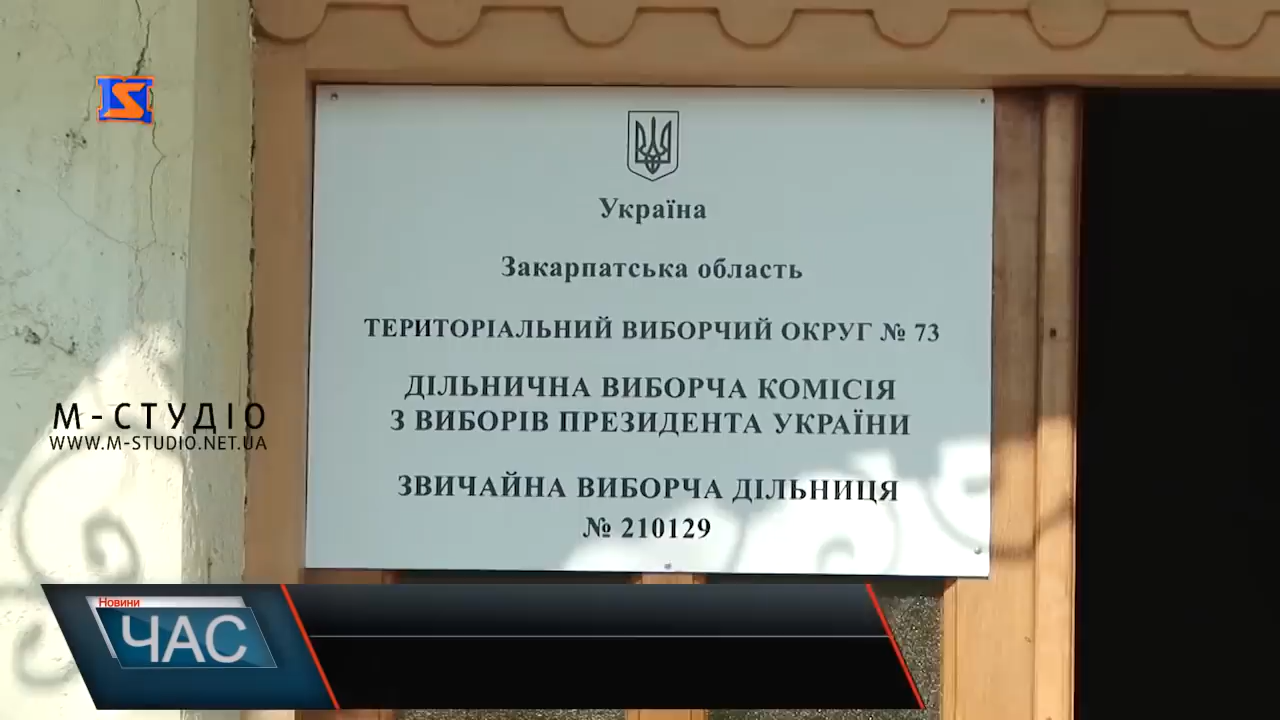 Україна
Закарпатська область
ТЕРИТОРІАЛЬНИЙ ВИБОРЧИЙ ОКРУГ № 73
ДІЛЬНИЧНА ВИБОРЧА КОМІСІЯ
З ВИБОРІВ ПРЕЗИДЕНТА УКРАЇНИ
ЗВИЧАЙНА ВИБОРЧА ДІЛЬНИЦЯ
№ 210129
М-СТУДІО
WWW.M-STUDIO.NET.UA
Новини
ЧАС